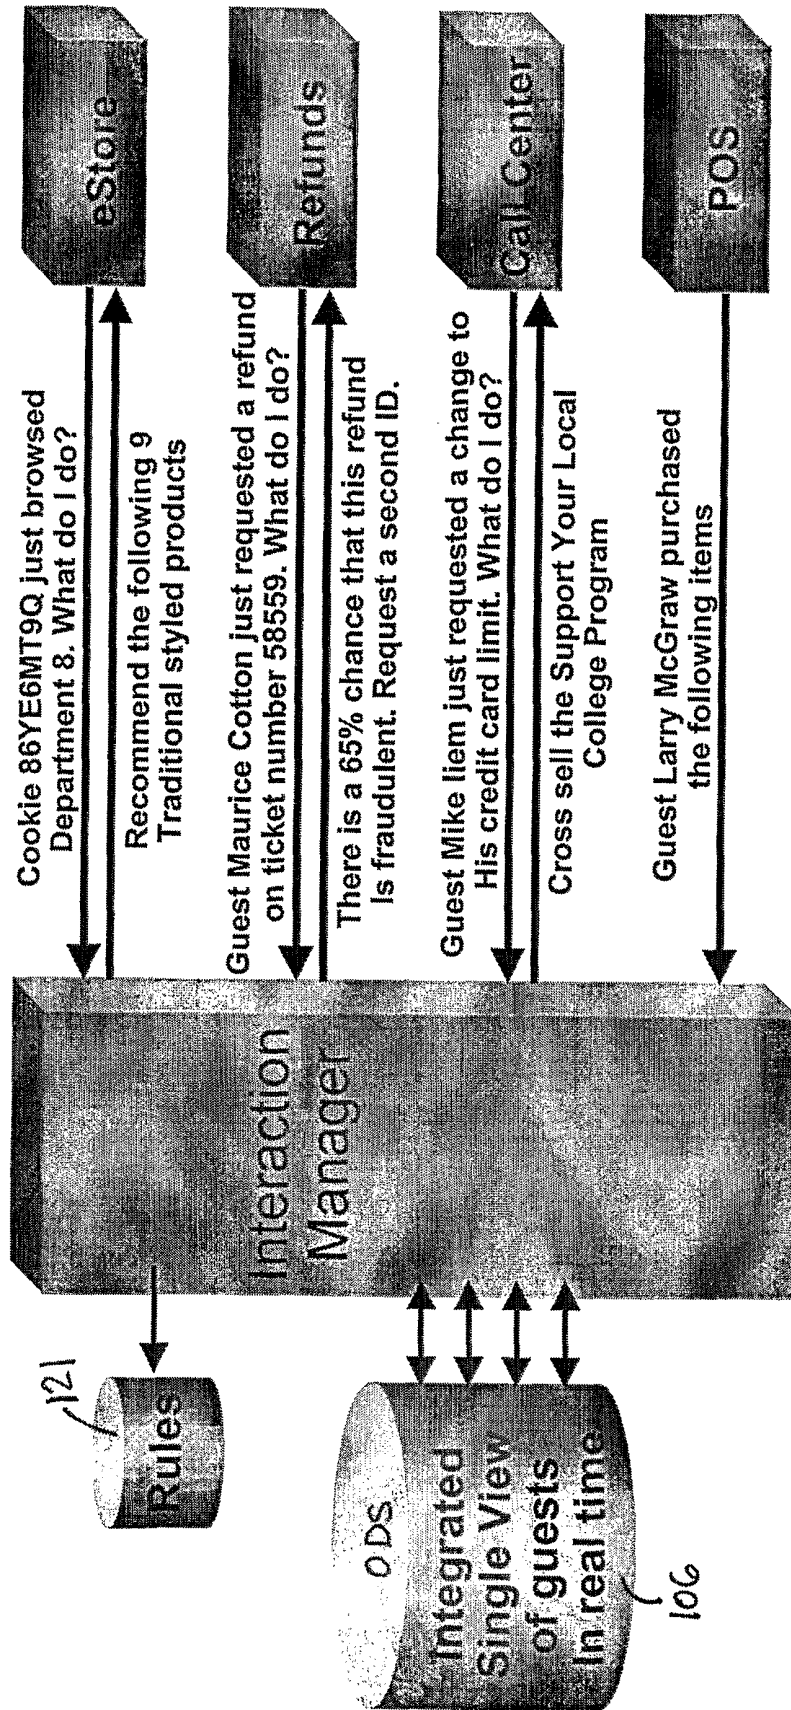 121
Rules
ODS
Integrated
Single View
of guests
In real time
106
Interaction
Manager
Cookie 86YE6MT9Q just browsed
Department 8. What do I do?
Recommend the following 9
Traditional styled products
eStore
Guest Maurice Cotton just requested a refund
on ticket number 58559. What do I do?
There is a 65% chance that this refund
Is fraudulent. Request a second ID.
Refunds
Guest Mike liem just requested a change to
His credit card limit. What do I do?
Cross sell the Support Your Local
College Program
Call Center
Guest Larry McGraw purchased
the following items
POS